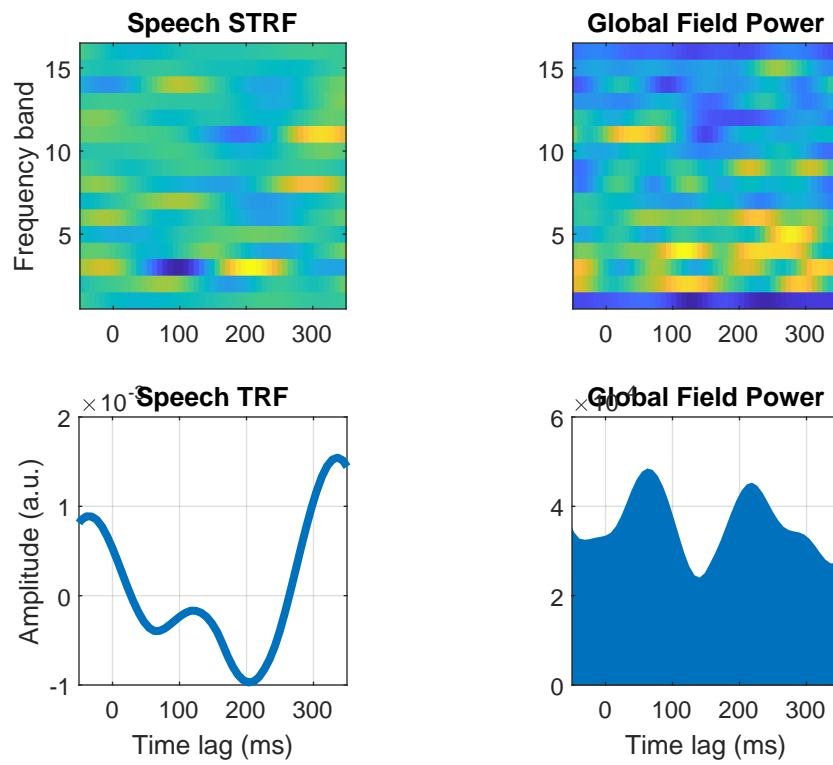 Speech STRF
Frequency band
15
10
5
0 100 200 300
Global Field Power
15
10
5
0 100 200 300
Speech TRF
× 10^-3
Amplitude (a.u.)
2
1
0
-1
0 100 200 300
Time lag (ms)
Global Field Power
× 10^-4
6
4
2
0
0 100 200 300
Time lag (ms)